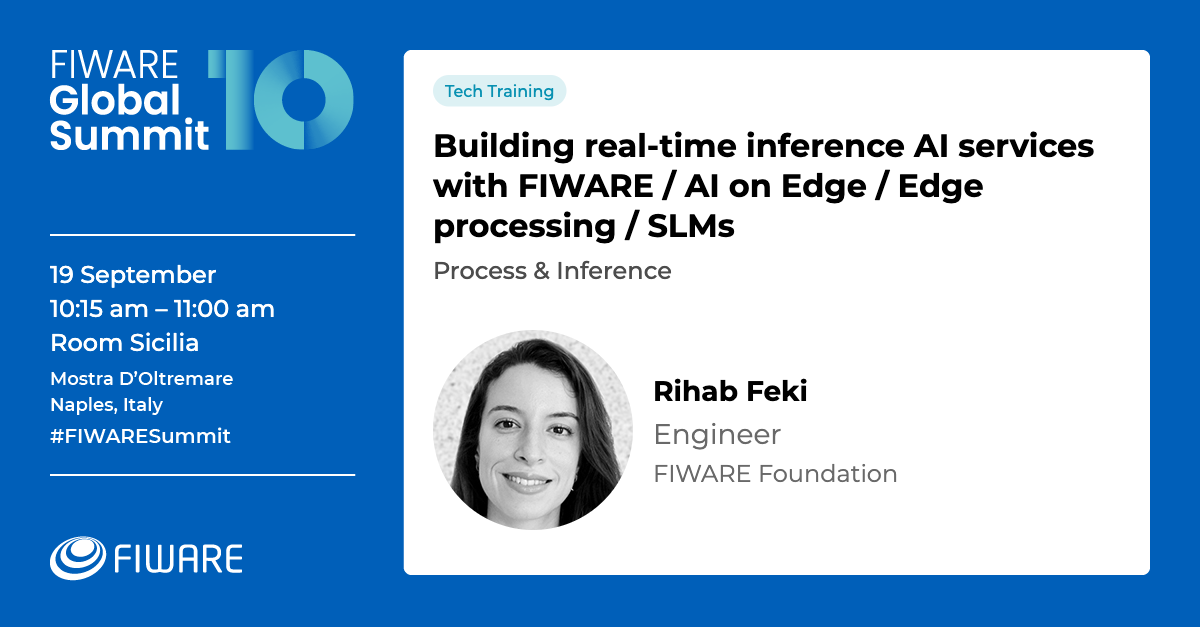 FIWARE
Global
Summit
10
19 September
10:15 am – 11:00 am
Room Sicilia
Mostra D’Oltremare
Naples, Italy
#FIWARESummit
FIWARE
Tech Training
Building real-time inference AI services
with FIWARE / AI on Edge / Edge
processing / SLMs
Process & Inference
Rihab Feki
Engineer
FIWARE Foundation